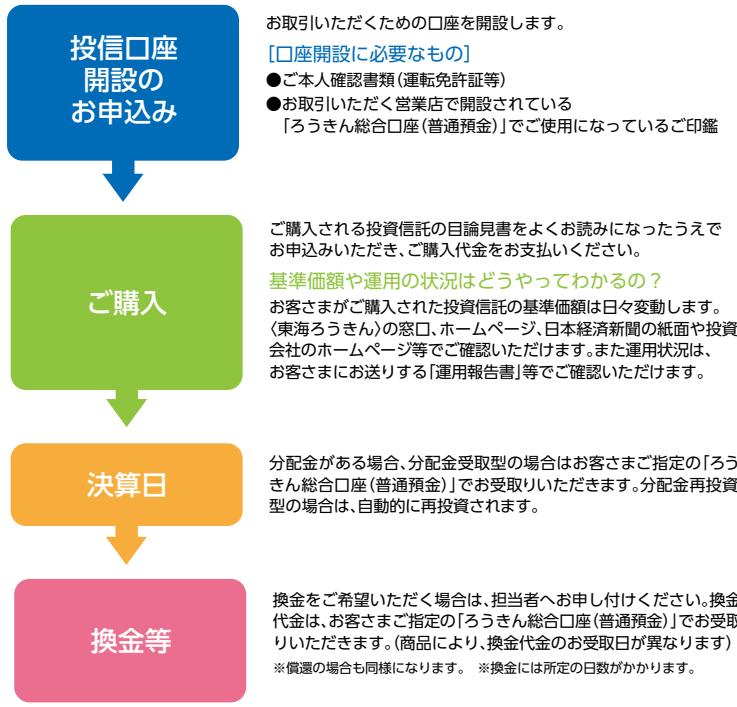 投信口座
開設の
お申込み
お取引いただくための口座を開設します。
[口座開設に必要なもの]
●ご本人確認書類(運転免許証等)
●お取引いただく営業店で開設されている
「ろうきん総合口座(普通預金)」でご使用になっているご印鑑
ご購入
ご購入される投資信託の目論見書をよくお読みになったうえで
お申込みいただき、ご購入代金をお支払いください。
基準価額や運用の状況はどうやってわかるの?
お客さまがご購入された投資信託の基準価額は日々変動します。
〈東海ろうきん〉の窓口、ホームページ、日本経済新聞の紙面や投資
会社のホームページ等でご確認いただけます。また運用状況は、
お客さまにお送りする「運用報告書」等でご確認いただけます。
決算日
分配金がある場合、分配金受取型の場合はお客さまご指定の「ろう
きん総合口座(普通預金)」でお受取りいただきます。分配金再投資
型の場合は、自動的に再投資されます。
換金等
換金をご希望いただく場合は、担当者へお申し付けください。換金
代金は、お客さまご指定の「ろうきん総合口座(普通預金)」でお受取
りいただきます。(商品により、換金代金のお受取日が異なります)
※償還の場合も同様になります。 ※換金には所定の日数がかかります。